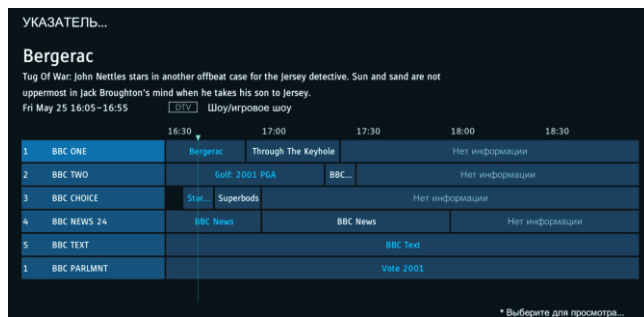 УКАЗАТЕЛЬ...
Bergerac
Tug Of War: John Nettles stars in another offbeat case for the Jersey detective. Sun and sand are not
uppermost in Jack Broughton's mind when he takes his son to Jersey.
Fri May 25 16:05–16:55 DTV Шоу/игровое шоу
16:30 17:00 17:30 18:00 18:30
1 BBC ONE Bergerac Through The Keyhole Нет информации
2 BBC TWO Golf: 2001 PGA BBC... Нет информации
3 BBC CHOICE Star... Superbods Нет информации
4 BBC NEWS 24 BBC News BBC News Нет информации
5 BBC TEXT BBC Text
1 BBC PARLMNT Vote 2001
* Выберите для просмотра...